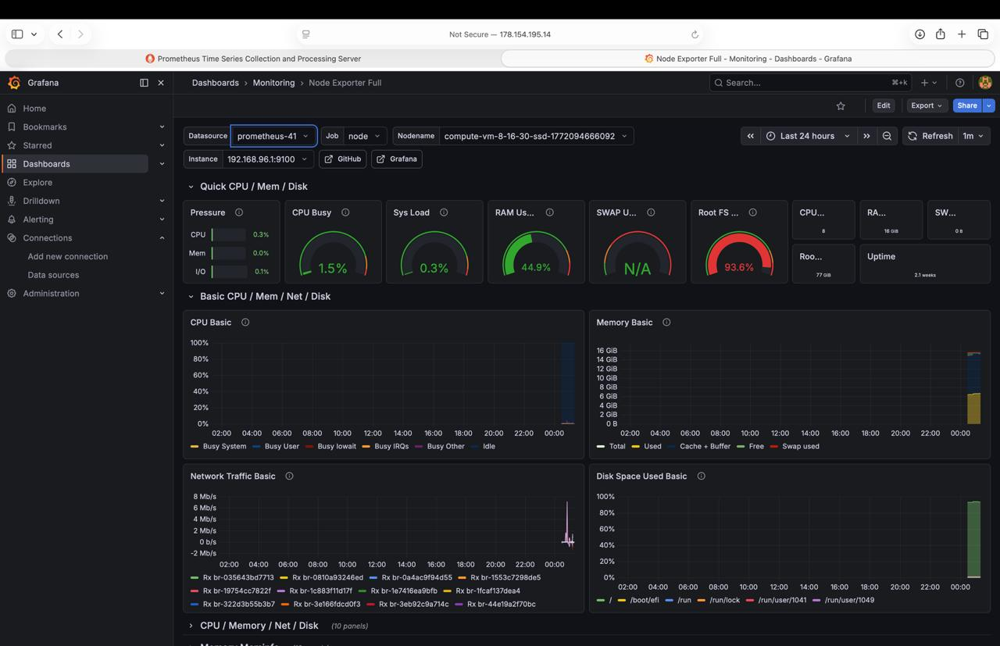 Not Secure — 178.154.195.14
Prometheus Time Series Collection and Processing Server
Node Exporter Full - Monitoring - Dashboards - Grafana
Grafana
Dashboards › Monitoring › Node Exporter Full
Search... ⌘+k
Home
Bookmarks
Starred
Dashboards
Explore
Drilldown
Alerting
Connections
Add new connection
Data sources
Administration
Edit Export Share
Datasource prometheus-41 Job node Nodename compute-vm-8-16-30-ssd-1772094666092
Last 24 hours Refresh 1m
Instance 192.168.96.1:9100 GitHub Grafana
Quick CPU / Mem / Disk
Pressure
CPU 0.3%
Mem 0.0%
I/O 0.1%
CPU Busy
1.5%
Sys Load
0.3%
RAM Us...
44.9%
SWAP U...
N/A
Root FS ...
93.6%
CPU...
8
RA...
16 GiB
SW...
0 B
Roo...
77 GiB
Uptime
2.1 weeks
Basic CPU / Mem / Net / Disk
CPU Basic
100%
80%
60%
40%
20%
0%
02:00 04:00 06:00 08:00 10:00 12:00 14:00 16:00 18:00 20:00 22:00 00:00
Busy System Busy User Busy Iowait Busy IRQs Busy Other Idle
Memory Basic
16 GiB
14 GiB
12 GiB
10 GiB
8 GiB
6 GiB
4 GiB
2 GiB
0 B
02:00 04:00 06:00 08:00 10:00 12:00 14:00 16:00 18:00 20:00 22:00 00:00
Total Used Cache + Buffer Free Swap used
Network Traffic Basic
8 Mb/s
6 Mb/s
4 Mb/s
2 Mb/s
0 b/s
-2 Mb/s
02:00 04:00 06:00 08:00 10:00 12:00 14:00 16:00 18:00 20:00 22:00 00:00
Rx br-035643bd7713 Rx br-0810a93246ed Rx br-0a4ac9f94d55 Rx br-1553c7298de5
Rx br-19754cc7822f Rx br-1c883f11d17f Rx br-1e7416ea9bfb Rx br-1fcaf137dea4
Rx br-322d3b55b3b7 Rx br-3e166fdcd0f3 Rx br-3eb92c9a714c Rx br-44e19a2f70bc
Disk Space Used Basic
100%
80%
60%
40%
20%
0%
02:00 04:00 06:00 08:00 10:00 12:00 14:00 16:00 18:00 20:00 22:00 00:00
/ /boot/efi /run /run/lock /run/user/1041 /run/user/1049
CPU / Memory / Net / Disk (10 panels)